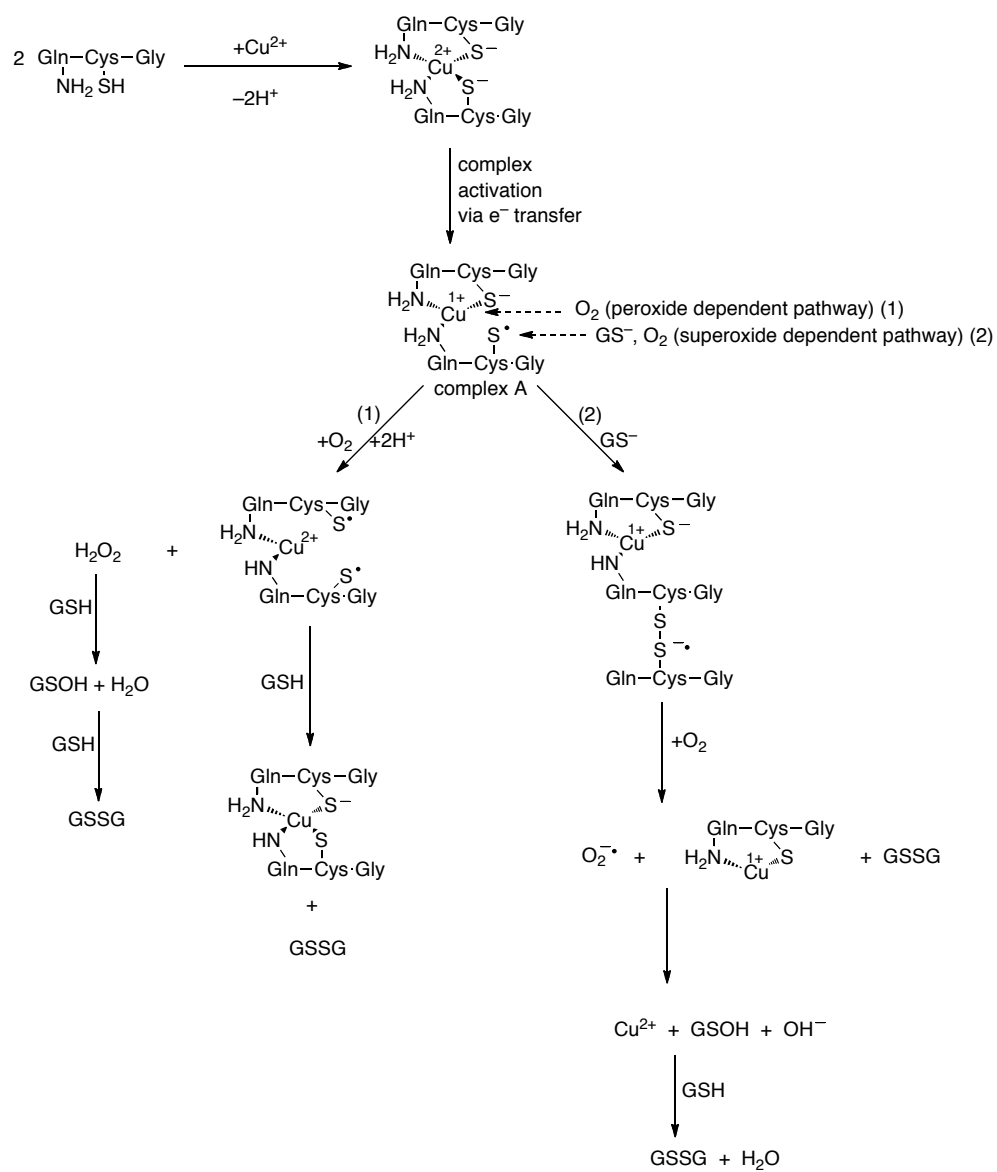 2 Gln–Cys–Gly
NH₂ SH
+Cu²⁺
–2H⁺
Gln–Cys–Gly
H₂N S⁻
2+
Cu
H₂N S⁻
Gln–Cys·Gly
complex
activation
via e⁻ transfer
Gln–Cys–Gly
H₂N S⁻
1+
Cu
O₂ (peroxide dependent pathway) (1)
H₂N S•
GS⁻, O₂ (superoxide dependent pathway) (2)
Gln–Cys·Gly
complex A
(1)
+O₂ +2H⁺
(2)
GS⁻
Gln–Cys–Gly
H₂N S•
Cu²⁺
HN S•
Gln–Cys·Gly
H₂O₂ +
GSH
GSOH + H₂O
GSH
GSSG
GSH
Gln–Cys–Gly
H₂N S⁻
Cu
HN S
Gln–Cys·Gly
+
GSSG
Gln–Cys–Gly
H₂N S⁻
1+
Cu
HN
Gln–Cys·Gly
S
S ⁻•
Gln–Cys–Gly
+O₂
O₂⁻• +
Gln–Cys–Gly
H₂N S
1+
Cu
+ GSSG
Cu²⁺ + GSOH + OH⁻
GSH
GSSG + H₂O